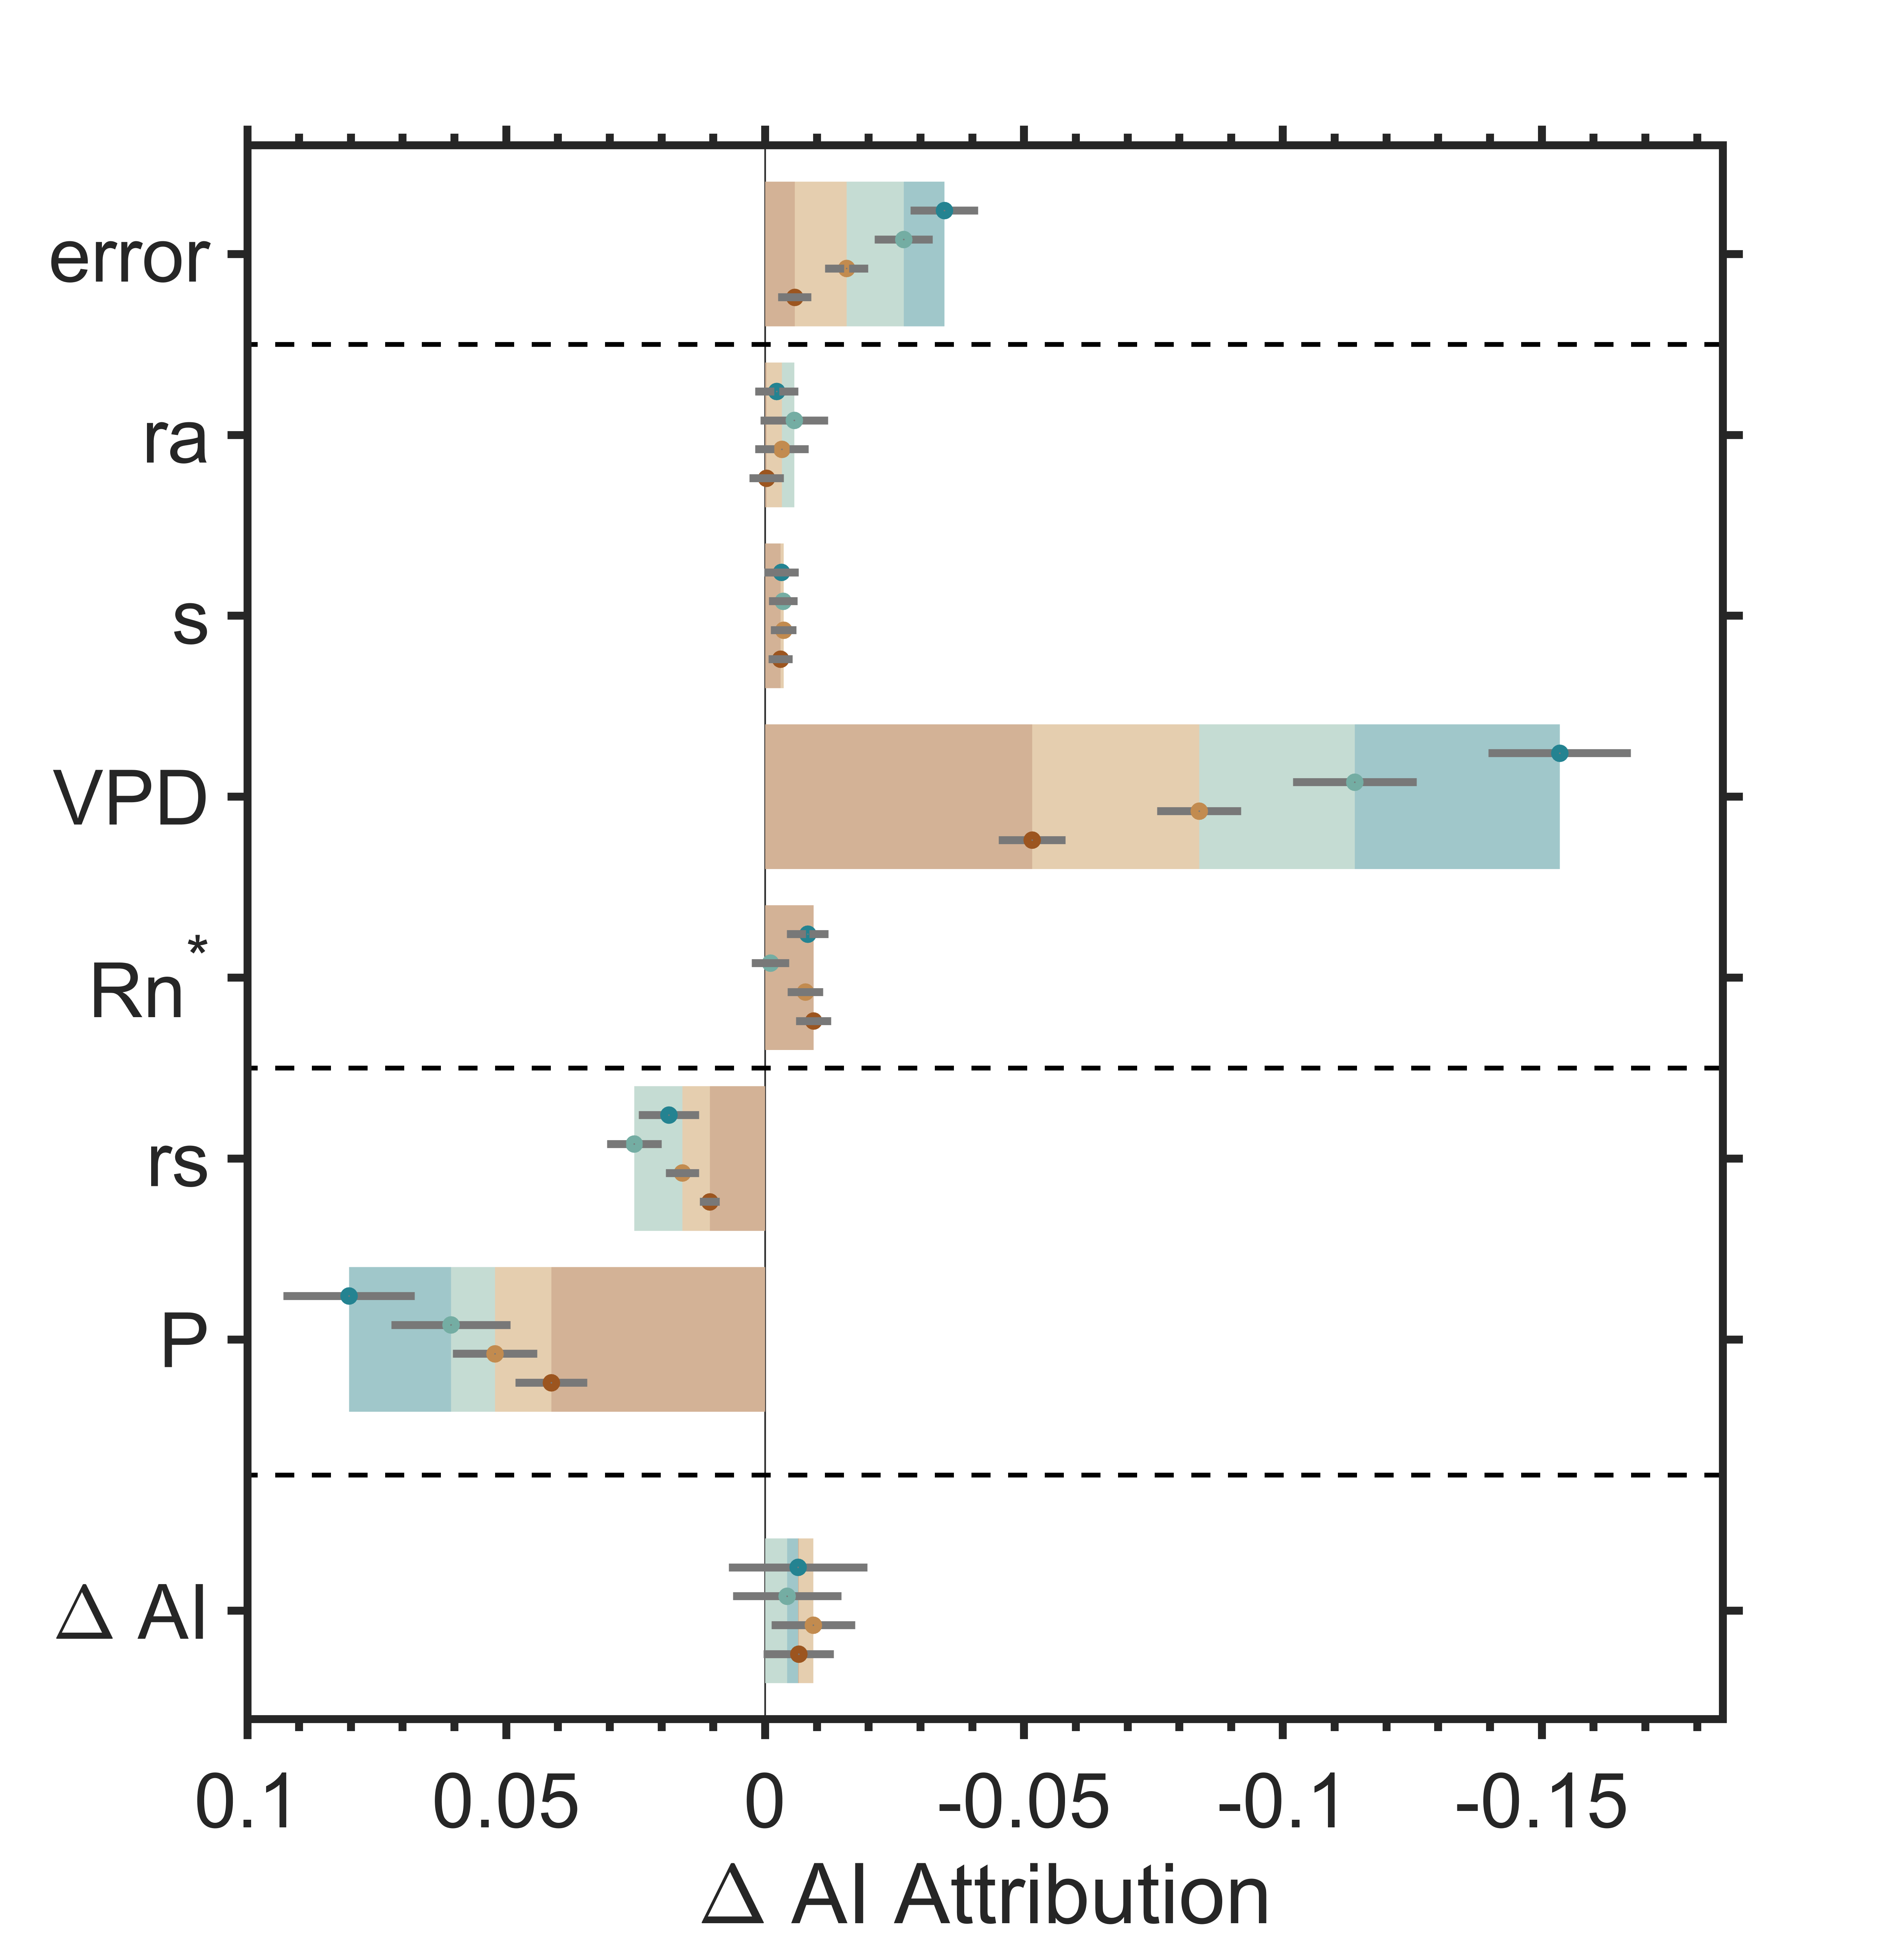 error
ra
s
VPD
Rn*
rs
P
Δ AI
0.1 0.05 0 -0.05 -0.1 -0.15
Δ AI Attribution